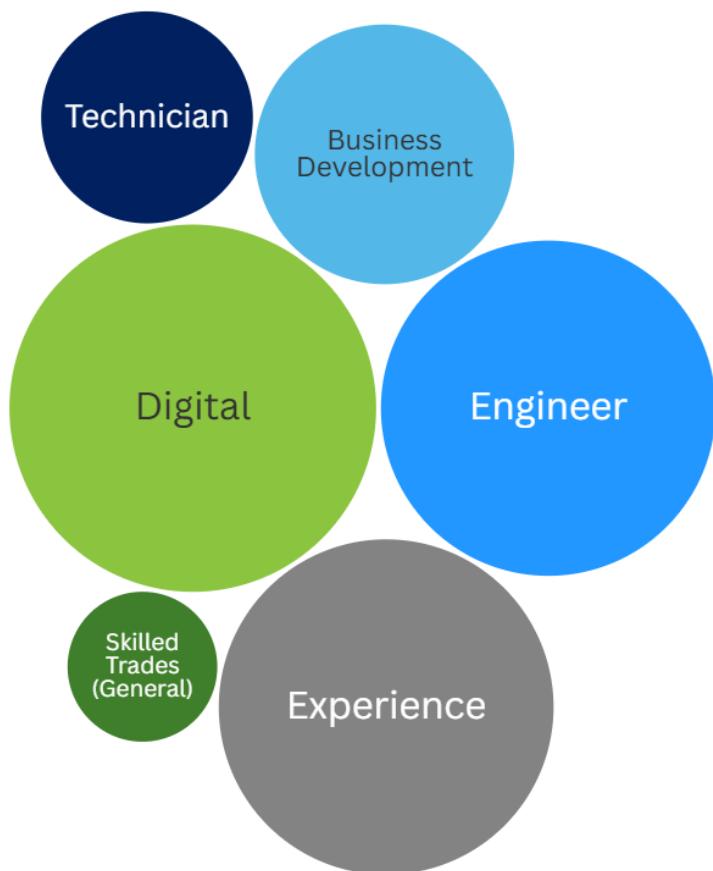 Technician
Business
Development
Digital
Engineer
Skilled
Trades
(General)
Experience